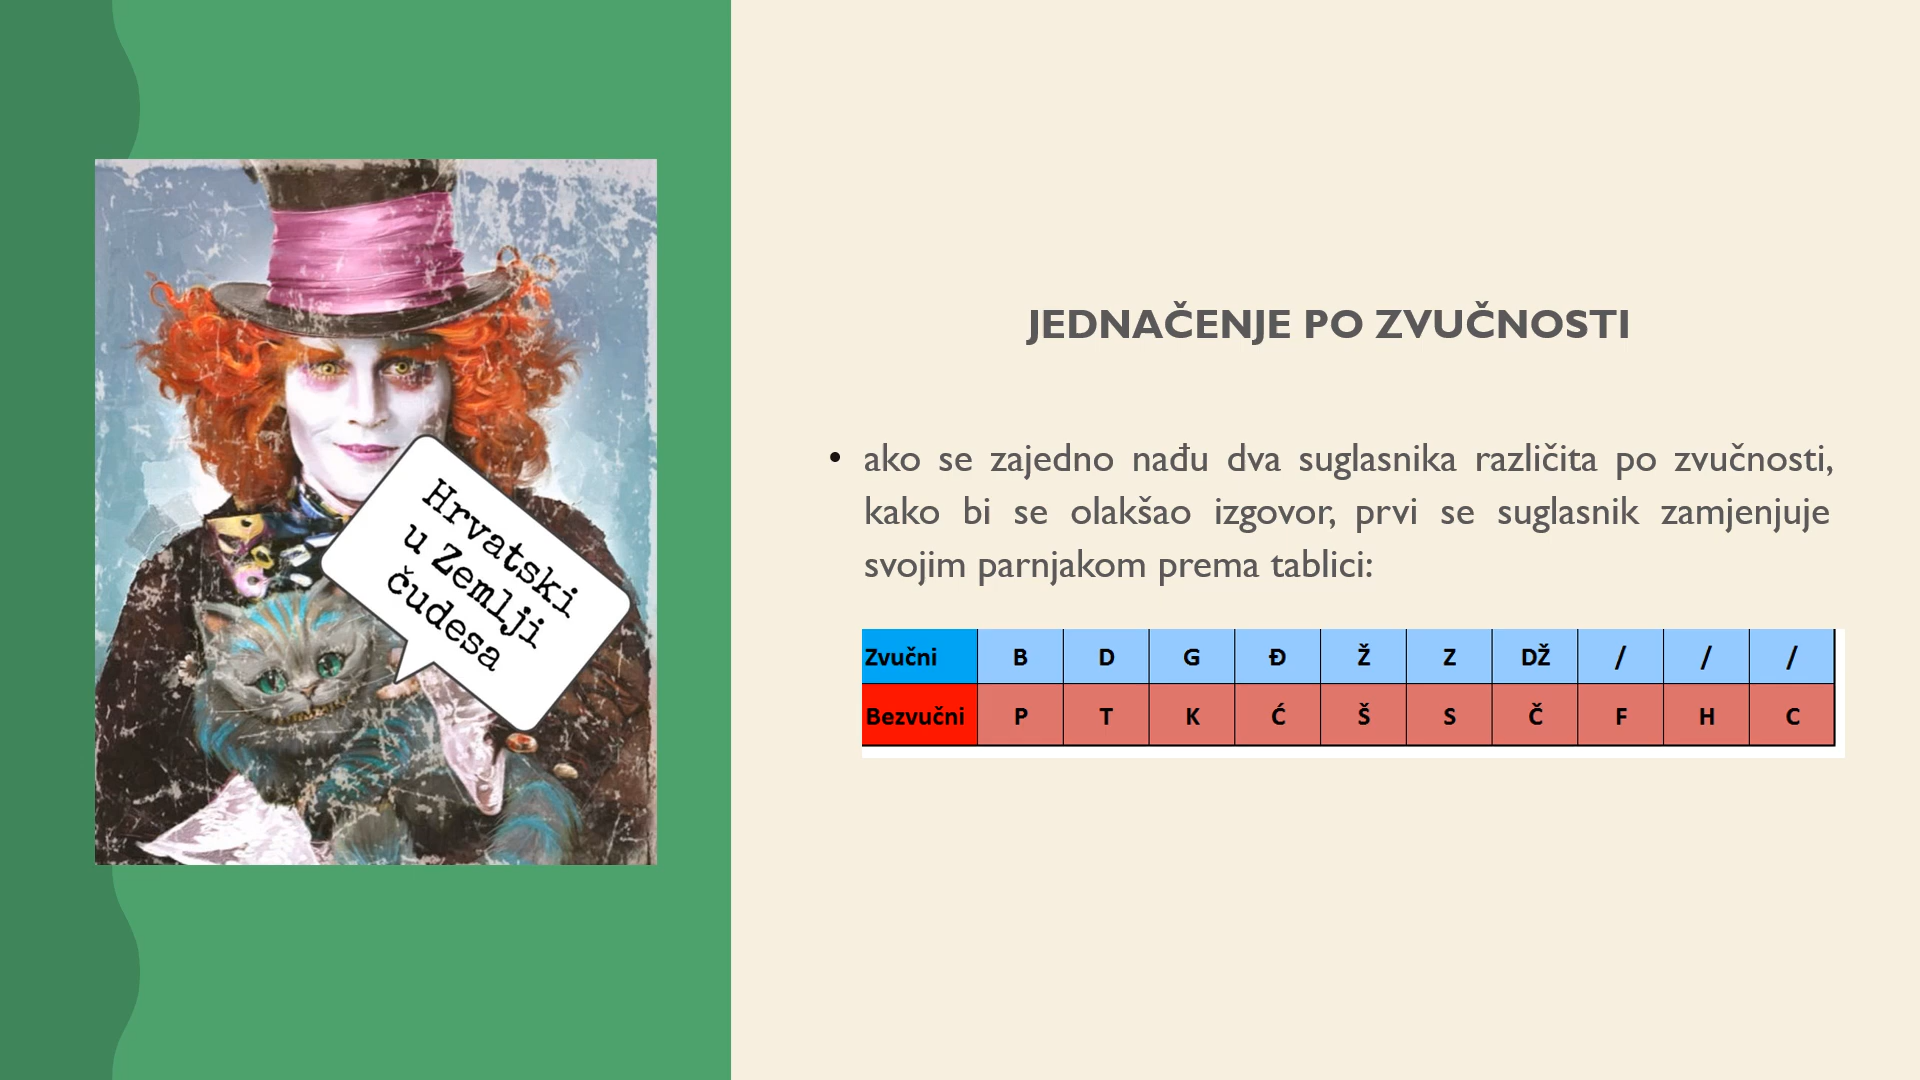 Hrvatski
u Zemlji
čudesa
JEDNAČENJE PO ZVUČNOSTI
• ako se zajedno nađu dva suglasnika različita po zvučnosti,
kako bi se olakšao izgovor, prvi se suglasnik zamjenjuje
svojim parnjakom prema tablici:
Zvučni B D G Đ Ž Z DŽ / / /
Bezvučni P T K Ć Š S Č F H C